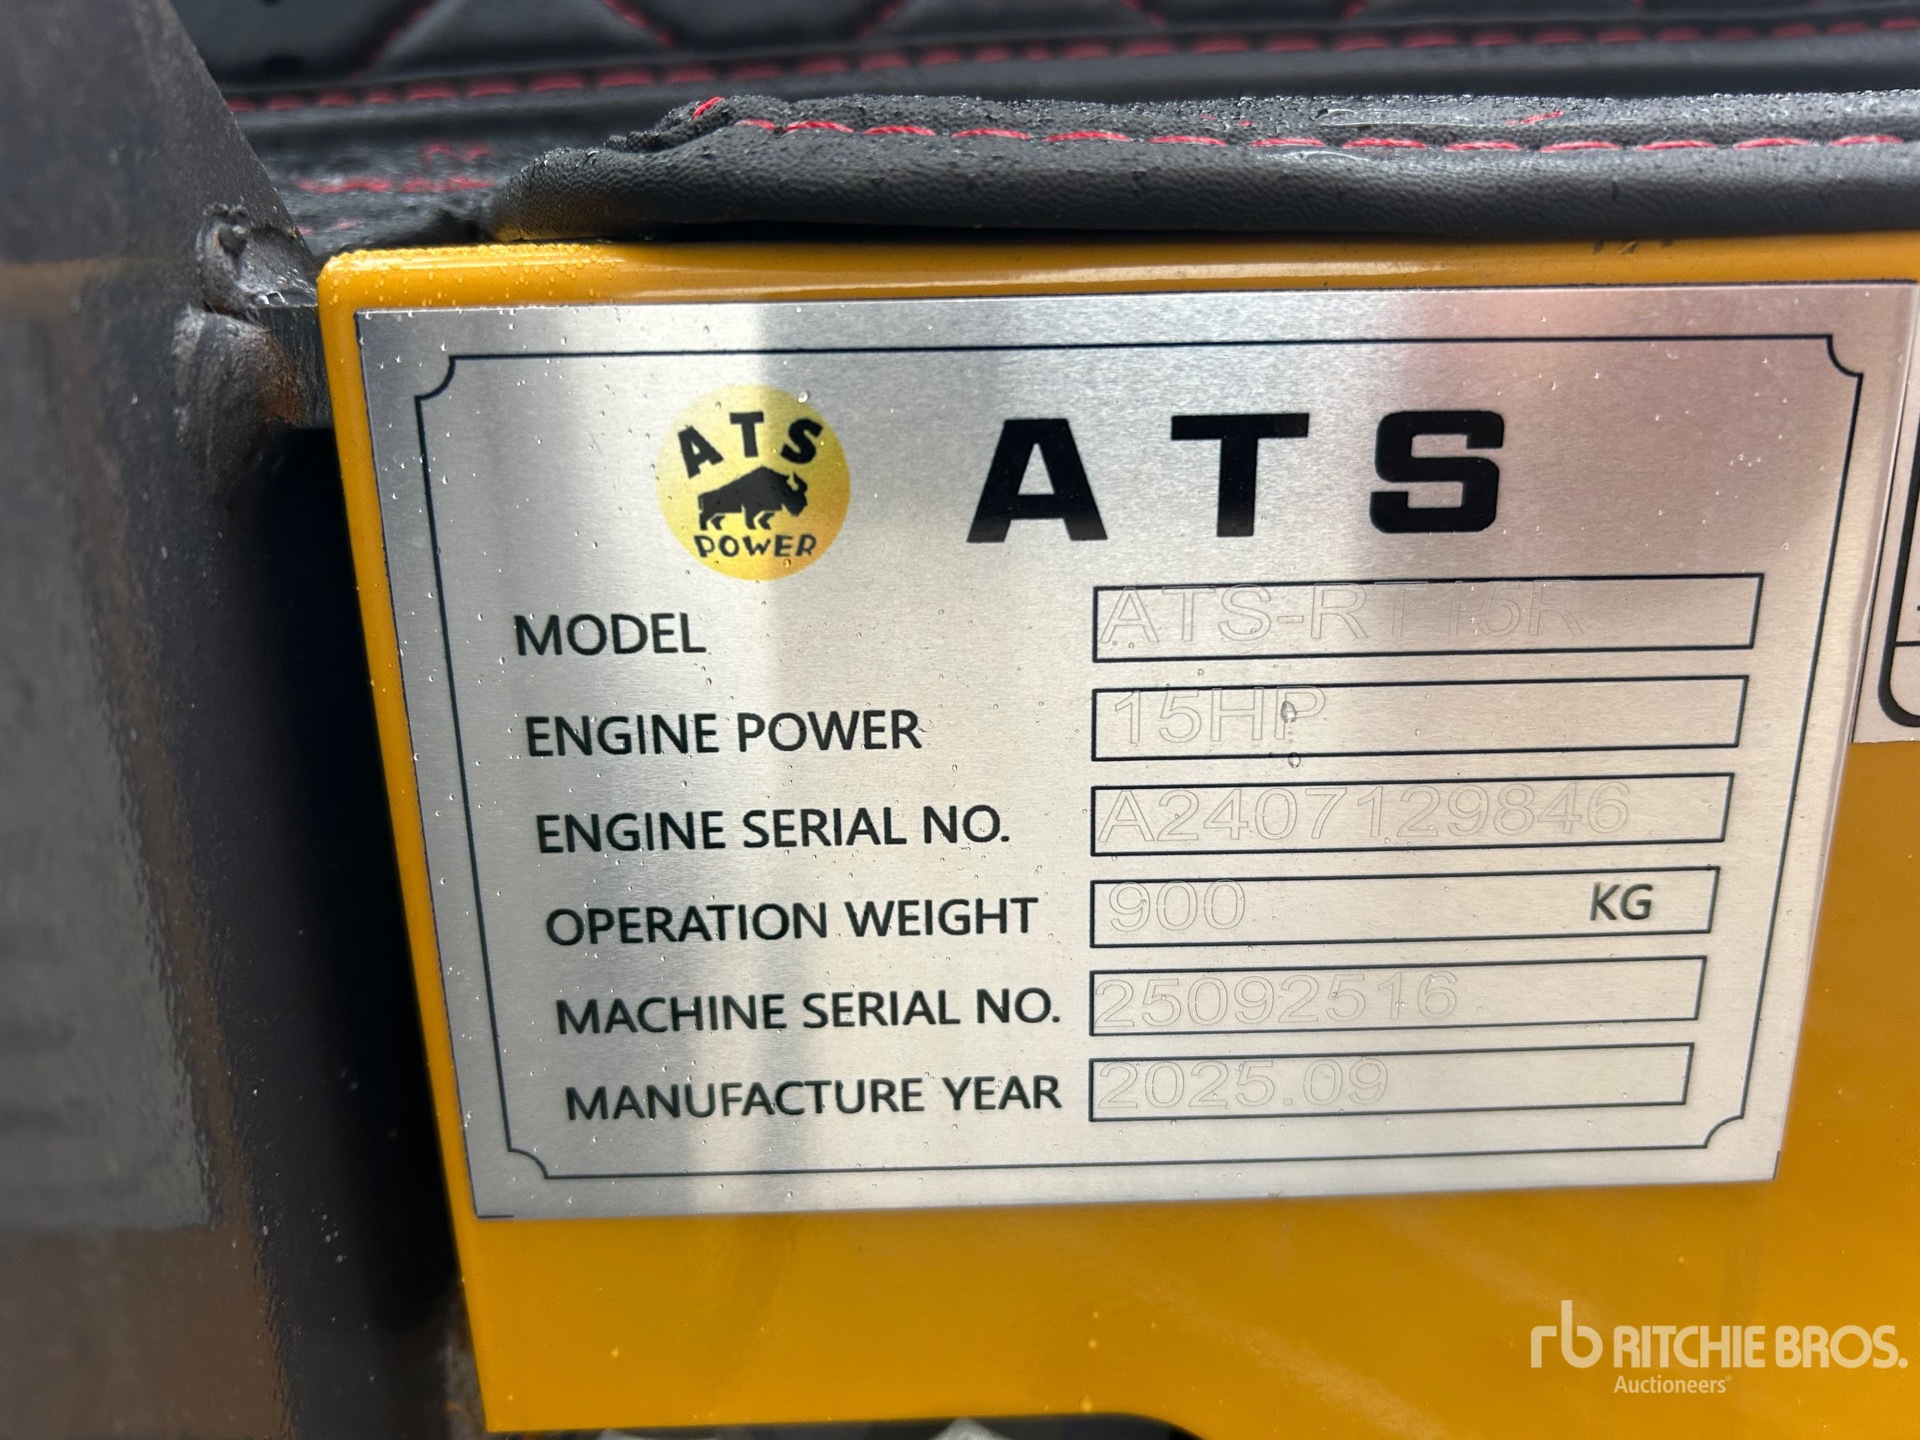 ATS
POWER
ATS
MODEL ATS-RT15R
ENGINE POWER 15HP
ENGINE SERIAL NO. A2407129846
OPERATION WEIGHT 900 KG
MACHINE SERIAL NO. 25092516
MANUFACTURE YEAR 2025.09
rb RITCHIE BROS.
Auctioneers